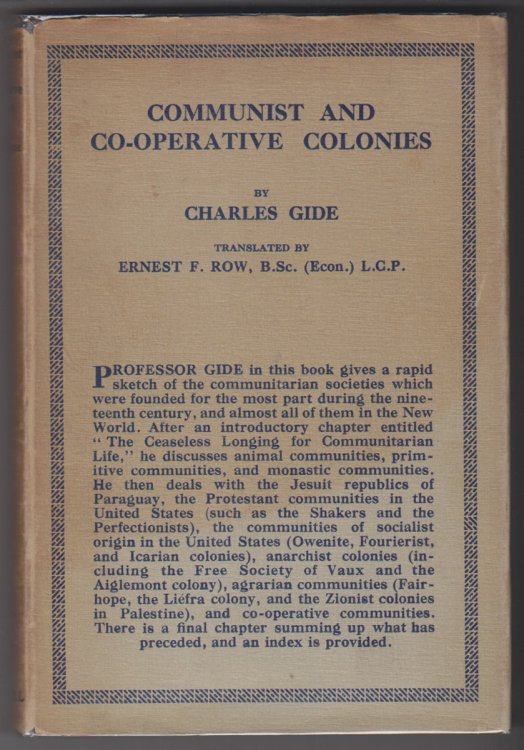 COMMUNIST AND
CO-OPERATIVE COLONIES
BY
CHARLES GIDE
TRANSLATED BY
ERNEST F. ROW, B.Sc. (Econ.) L.C.P.
PROFESSOR GIDE in this book gives a rapid
sketch of the communitarian societies which
were founded for the most part during the nine-
teenth century, and almost all of them in the New
World. After an introductory chapter entitled
“ The Ceaseless Longing for Communitarian
Life,” he discusses animal communities, prim-
itive communities, and monastic communities.
He then deals with the Jesuit republics of
Paraguay, the Protestant communities in the
United States (such as the Shakers and the
Perfectionists), the communities of socialist
origin in the United States (Owenite, Fourierist,
and Icarian colonies), anarchist colonies (in-
cluding the Free Society of Vaux and the
Aiglemont colony), agrarian communities (Fair-
hope, the Liéfra colony, and the Zionist colonies
in Palestine), and co-operative communities.
There is a final chapter summing up what has
preceded, and an index is provided.